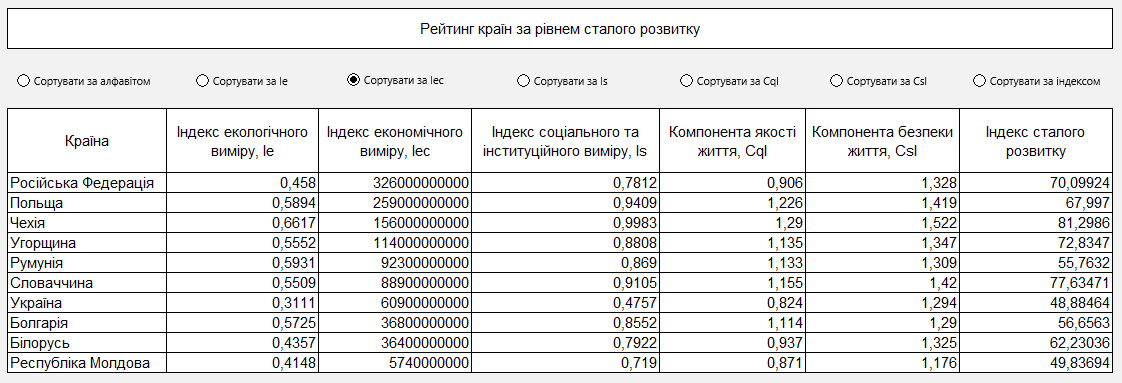 Рейтинг країн за рівнем сталого розвитку
Сортувати за алфавітом Сортувати за Ie Сортувати за Iec Сортувати за Is Сортувати за Cql Сортувати за Csl Сортувати за індексом
Країна Індекс екологічного виміру, Ie Індекс економічного виміру, Iec Індекс соціального та інституційного виміру, Is Компонента якості життя, Cql Компонента безпеки життя, Csl Індекс сталого розвитку
Російська Федерація 0,458 326000000000 0,7812 0,906 1,328 70,09924
Польща 0,5894 259000000000 0,9409 1,226 1,419 67,997
Чехія 0,6617 156000000000 0,9983 1,29 1,522 81,2986
Угорщина 0,5552 114000000000 0,8808 1,135 1,347 72,8347
Румунія 0,5931 92300000000 0,869 1,133 1,309 55,7632
Словаччина 0,5509 88900000000 0,9105 1,155 1,42 77,63471
Україна 0,3111 60900000000 0,4757 0,824 1,294 48,88464
Болгарія 0,5725 36800000000 0,8552 1,114 1,29 56,6563
Білорусь 0,4357 36400000000 0,7922 0,937 1,325 62,23036
Республіка Молдова 0,4148 5740000000 0,719 0,871 1,176 49,83694